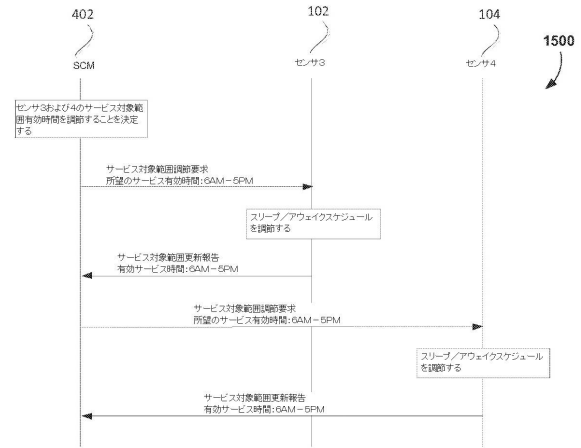 402
102
104
1500
SCM
センサ3
センサ4
センサ3および4のサービス対象範
囲有効時間を調節することを決定
する
サービス対象範囲調節要求
所望のサービス有効時間:6AM－5PM
スリープ／アウェイクスケジュール
を調節する
サービス対象範囲更新報告
有効サービス時間:6AM－5PM
サービス対象範囲調節要求
所望のサービス有効時間:6AM－5PM
スリープ／アウェイクスケジュール
を調節する
サービス対象範囲更新報告
有効サービス時間:6AM－5PM